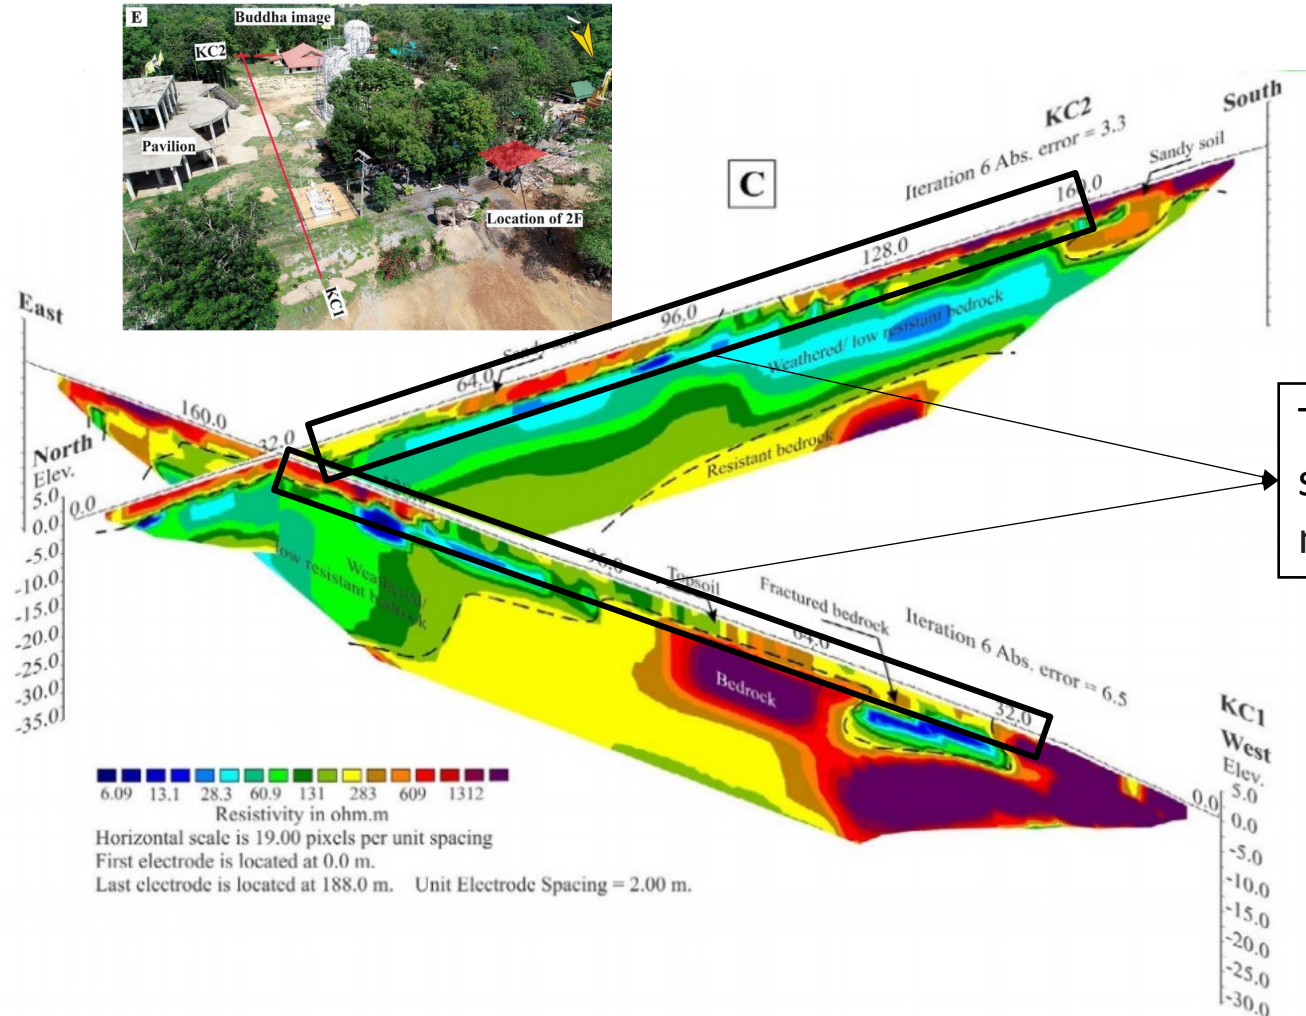 E
Buddha image
KC2
Pavilion
Location of 2F
KC1
C
KC2
South
Iteration 6 Abs. error = 3.3
Sandy soil
160.0
128.0
96.0
64.0
32.0
0.0
Weathered/ low resistant bedrock
Resistant bedrock
East
160.0
North
Elev.
5.0
0.0
-5.0
-10.0
-15.0
-20.0
-25.0
-30.0
-35.0
Weathered/
low resistant bedrock
96.0
Topsoil
Fractured bedrock
64.0
Iteration 6 Abs. error = 6.5
Bedrock
32.0
KC1
West
Elev.
0.0
5.0
0.0
-5.0
-10.0
-15.0
-20.0
-25.0
-30.0
6.09 13.1 28.3 60.9 131 283 609 1312
Resistivity in ohm.m
Horizontal scale is 19.00 pixels per unit spacing
First electrode is located at 0.0 m.
Last electrode is located at 188.0 m. Unit Electrode Spacing = 2.00 m.